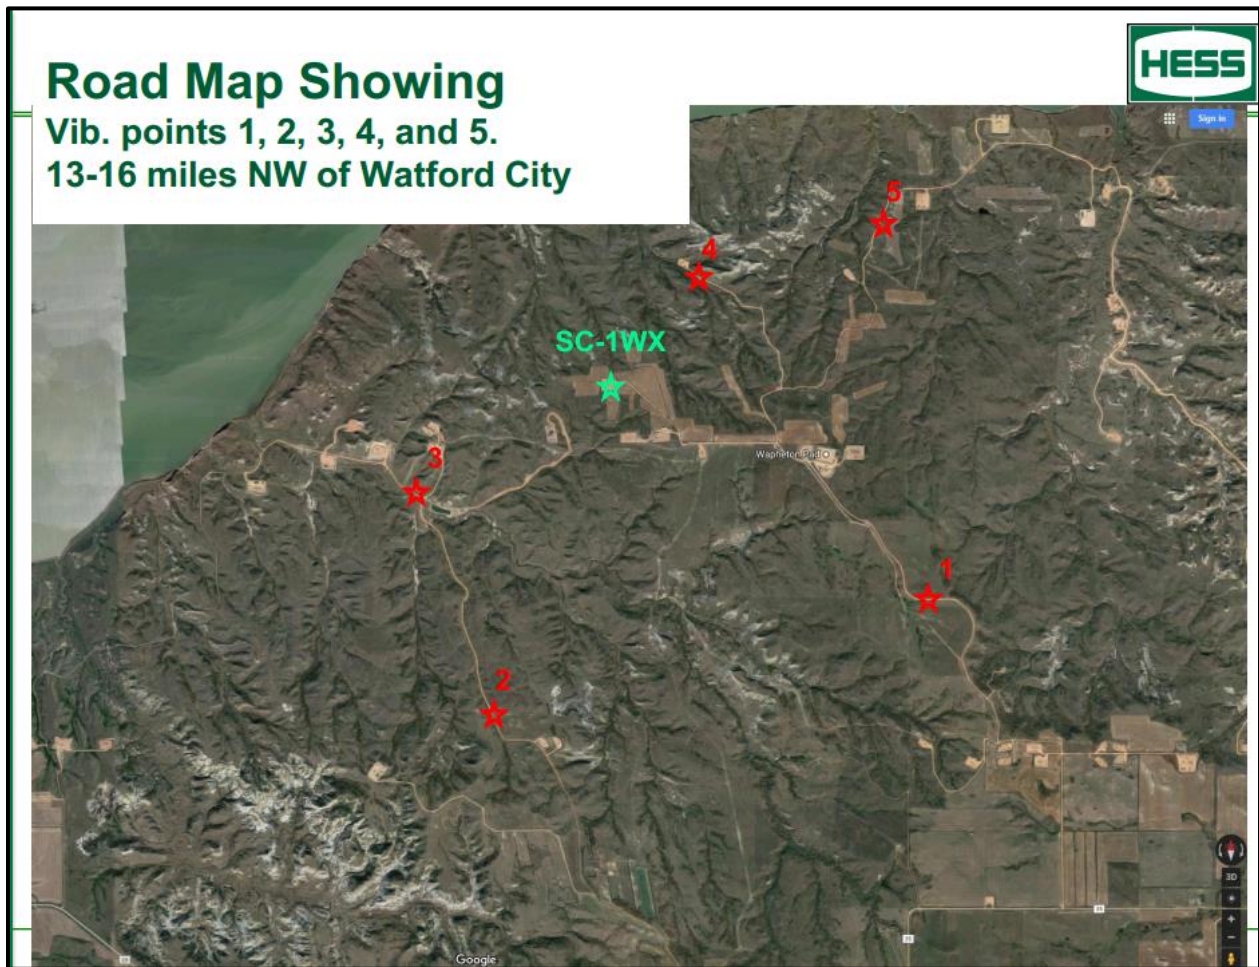 Road Map Showing
Vib. points 1, 2, 3, 4, and 5.
13-16 miles NW of Watford City
HESS
Sign in
5
4
SC-1WX
3
Wapheton Pad
1
2
3D
Google